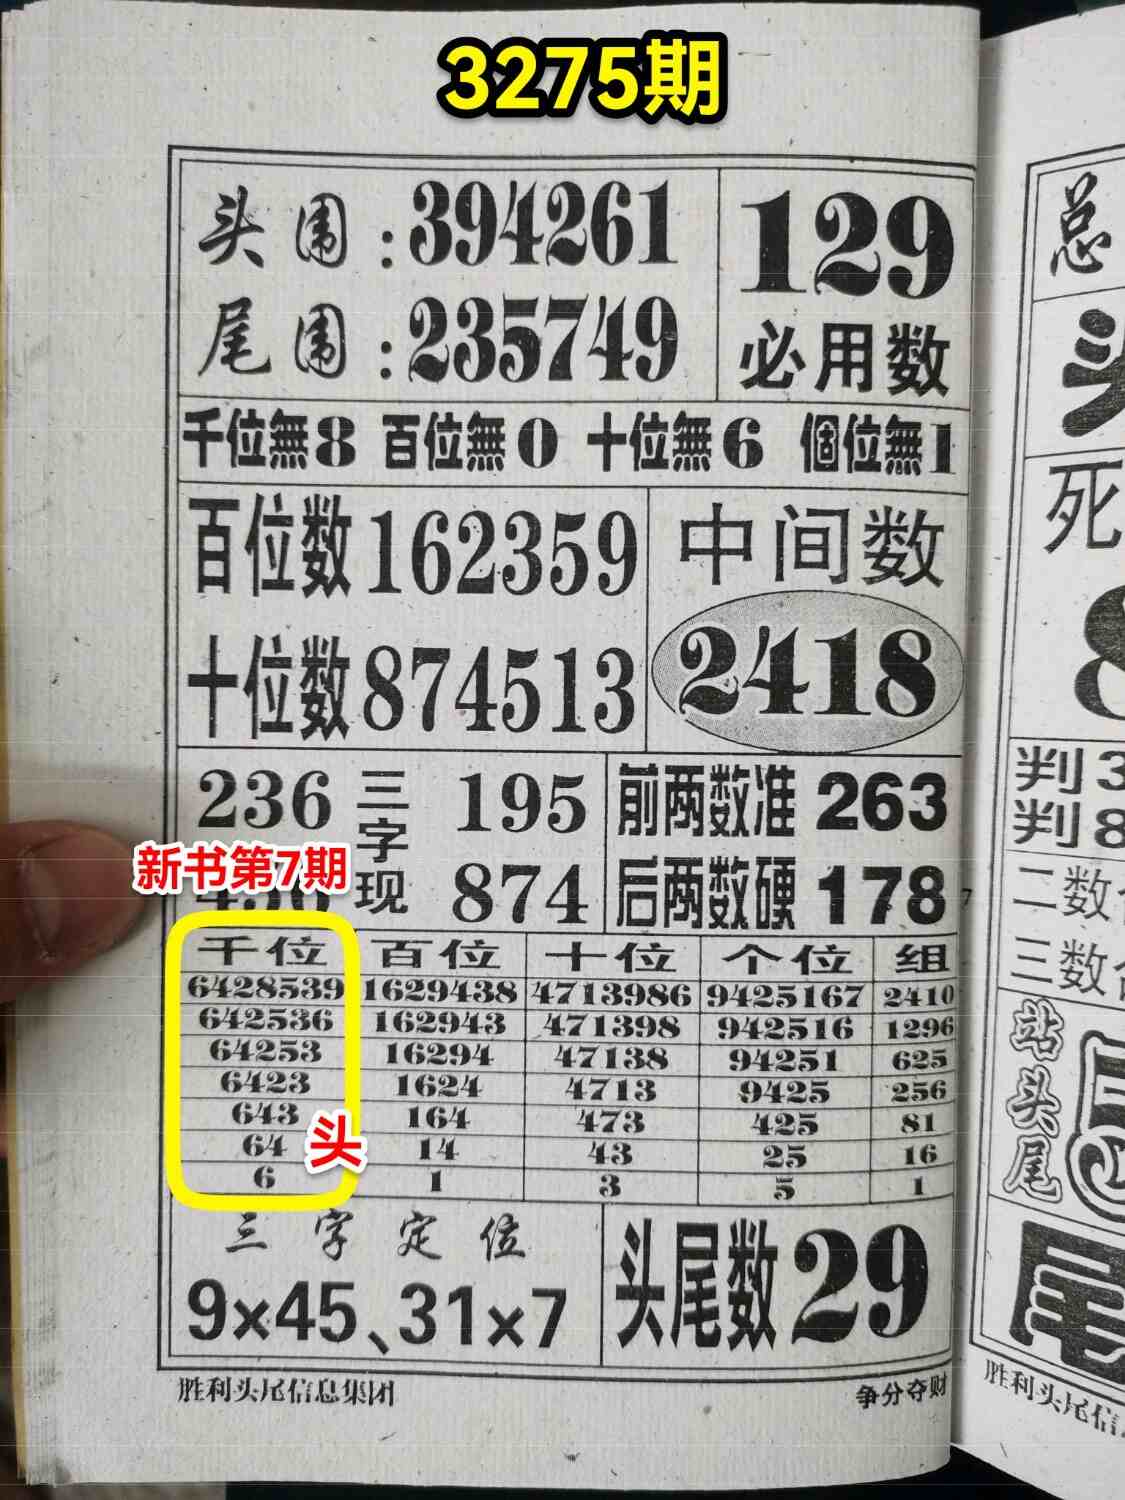 3275期
头围:394261
尾围:235749
129
必用数
千位無8 百位無0 十位無6 個位無1
百位数162359
十位数874513
中间数
2418
236 三字现 195
874
前两数准 263
后两数硬 178
新书第7期
千位 百位 十位 个位 组
6428539 1629438 4713986 9425167 2410
642536 162943 471398 942516 1296
64253 16294 47138 94251 625
6423 1624 4713 9425 256
643 164 473 425 81
64 14 43 25 16
6 1 3 5 1
头
三字定位
9×45、31×7
头尾数29
胜利头尾信息集团
争分夺财
7
总
头
死
8
判3
判8
二数
三数
站头尾
5
尾
胜利头尾信